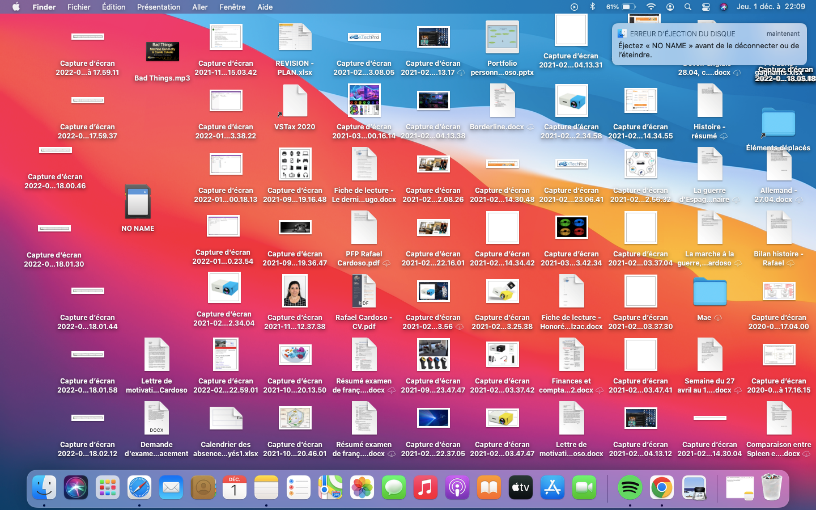 Finder Fichier Édition Présentation Aller Fenêtre Aide
61% Jeu. 1 déc. à 22:09
ERREUR D'ÉJECTION DU DISQUE maintenant
Éjectez « NO NAME » avant de le déconnecter ou de
l'éteindre.
Capture d'écran
2022-0...à 17.59.11
Bad Things.mp3
Capture d'écran
2021-11...15.03.42
REVISION -
PLAN.xlsx
Capture d'écran
2021-02...3.08.05
Capture d'écran
2021-02...13.17
Portfolio
personn...oso.pptx
Capture d'écran
2021-02...04.13.31
28.04, c....docx
gagnants.xlsx
Capture d'écran
Capture d'écran
2022-0...17.59.37
Capture d'écran
2022-01...3.38.22
VSTax 2020
Capture d'écran
2021-03...00.16.14
Capture d'écran
2021-02...04.13.38
Borderline.docx
Capture d'écran
2021-02...2.34.58
Capture d'écran
2021-02...14.34.55
Histoire -
résumé
Éléments déplacés
Capture d'écran
2022-0...18.00.46
NO NAME
Capture d'écran
2022-01...00.18.13
Capture d'écran
2021-09...19.16.48
Fiche de lecture -
Le derni...ugo.docx
Capture d'écran
2021-02...2.08.26
Capture d'écran
2021-02...14.30.48
Capture d'écran
2021-02...23.06.41
Capture d'écran
2021-02...2.56.32
La guerre
d'Espag...naire
Allemand -
27.04.docx
Capture d'écran
2022-0...18.01.30
Capture d'écran
2022-01...0.23.54
Capture d'écran
2021-09...19.36.47
PFP Rafael
Cardoso.pdf
Capture d'écran
2021-02...22.16.01
Capture d'écran
2021-02...14.34.42
Capture d'écran
2021-03...3.42.34
Capture d'écran
2021-02...03.37.04
La marche à la
guerre,...ardoso
Bilan histoire -
Rafael
Capture d'écran
2022-0...18.01.44
Capture d'écran
2021-02...2.34.04
Capture d'écran
2021-11...12.37.38
PDF
Rafael Cardoso -
CV.pdf
Capture d'écran
2021-02...3.56
Capture d'écran
2021-02...3.25.38
Fiche de lecture -
Honoré...lzac.docx
Capture d'écran
2021-02...03.37.30
Mac
Capture d'écran
2020-0...17.04.00
Capture d'écran
2022-0...18.01.58
Lettre de
motivati...Cardoso
Capture d'écran
2021-02...22.59.01
Capture d'écran
2021-10...20.13.50
Résumé examen
de franç....docx
Capture d'écran
2021-09...23.47.47
Capture d'écran
2021-02...03.37.42
Finances et
compta...2.docx
Capture d'écran
2021-02...03.47.41
Semaine du 27
avril au 1....docx
Capture d'écran
2020-0...à 17.16.15
Capture d'écran
2022-0...18.02.12
DOCX
Demande
d'exame...acement
Calendrier des
absence...yés1.xlsx
Capture d'écran
2021-10...20.46.01
Résumé examen
de franç....docx
Capture d'écran
2021-02...22.37.05
Capture d'écran
2021-02...03.47.47
Lettre de
motivati...oso.docx
Capture d'écran
2021-02...04.13.12
Capture d'écran
2021-02...14.30.04
Comparaison entre
Spleen e....docx
DÉC.
1
tv